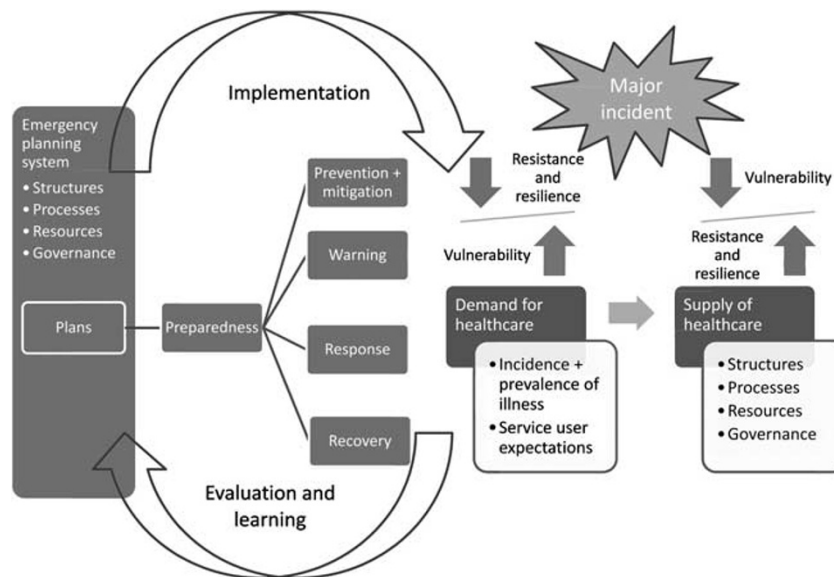 Implementation
Major
incident
Emergency
planning
system
• Structures
• Processes
• Resources
• Governance
Plans
Preparedness
Prevention +
mitigation
Warning
Response
Recovery
Evaluation and
learning
Resistance
and
resilience
Vulnerability
Vulnerability
Resistance
and
resilience
Demand for
healthcare
• Incidence +
prevalence of
illness
• Service user
expectations
Supply of
healthcare
• Structures
• Processes
• Resources
• Governance